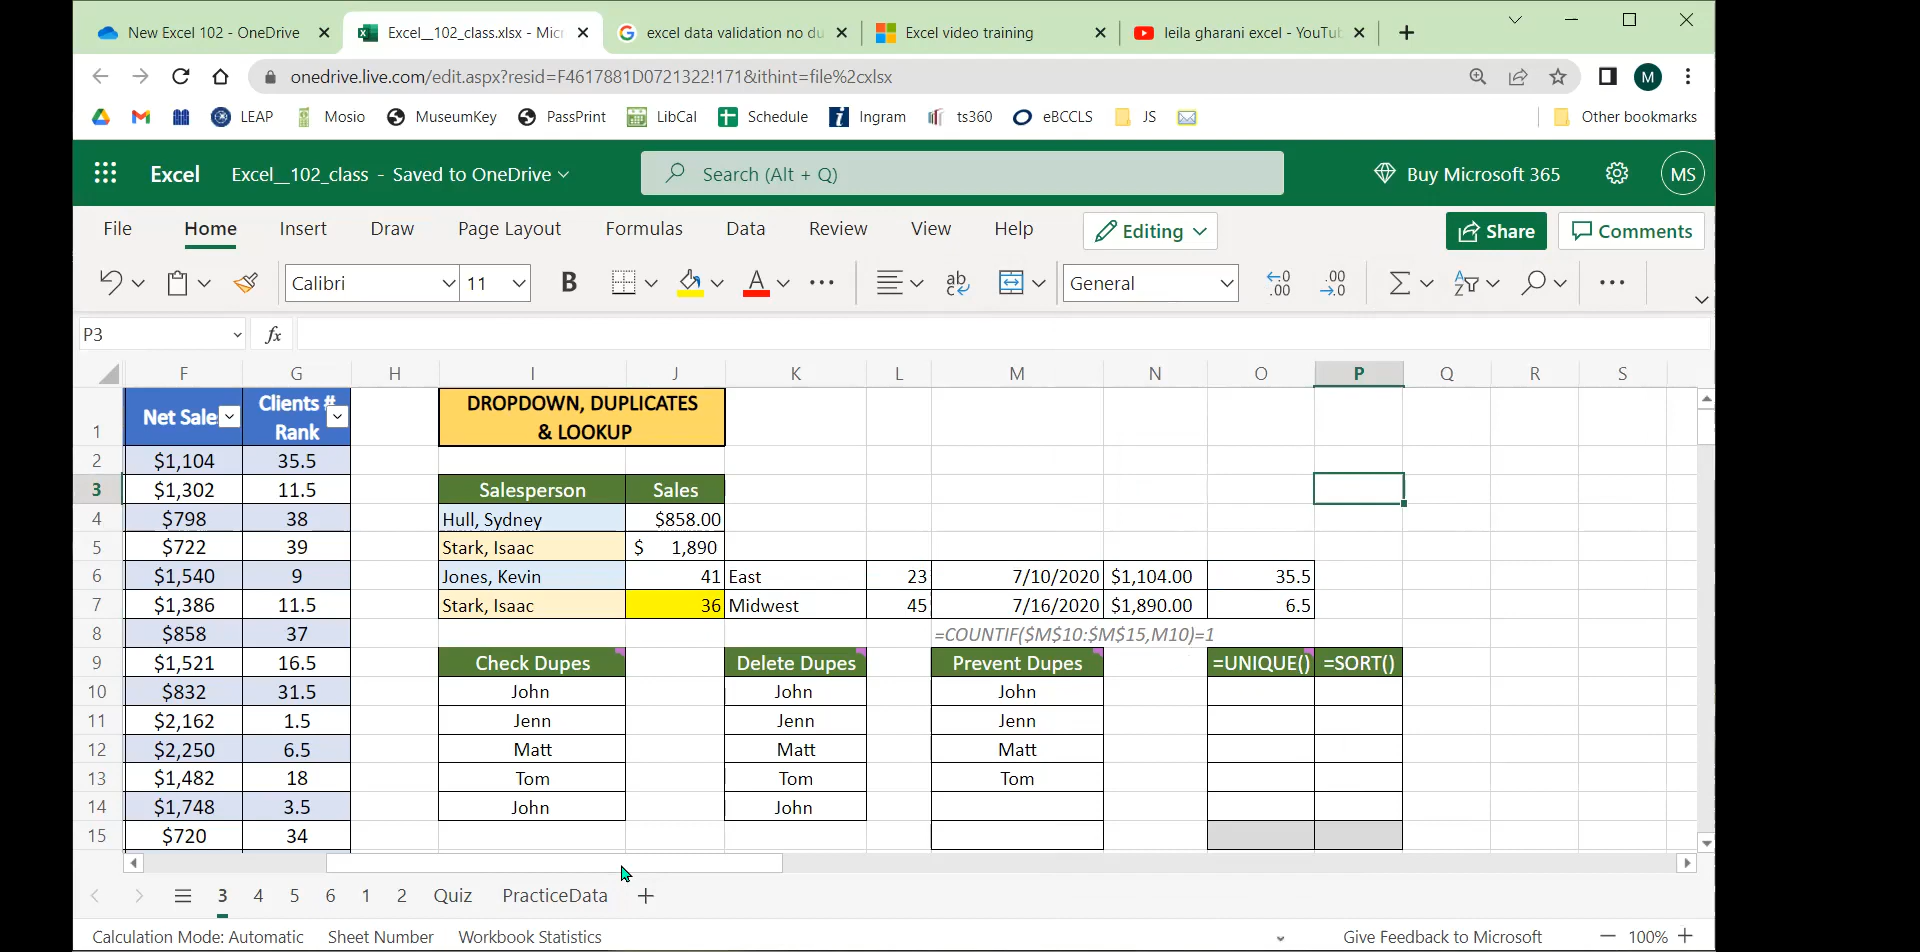 New Excel 102 - OneDrive
Excel__102_class.xlsx - Mic
excel data validation no du
Excel video training
leila gharani excel - YouTu
onedrive.live.com/edit.aspx?resid=F4617881D0721322!171&ithint=file%2cxlsx
M
LEAP
Mosio
MuseumKey
PassPrint
LibCal
Schedule
Ingram
ts360
eBCCLS
JS
Other bookmarks
Excel
Excel__102_class - Saved to OneDrive
Search (Alt + Q)
Buy Microsoft 365
MS
File Home Insert Draw Page Layout Formulas Data Review View Help
Editing
Share
Comments
Calibri
11
B
A
ab
c
General
.00
.00
P3
fx
F G H I J K L M N O P Q R S
1 Net Sale Clients # Rank DROPDOWN, DUPLICATES & LOOKUP
2 $1,104 35.5
3 $1,302 11.5 Salesperson Sales
4 $798 38 Hull, Sydney $858.00
5 $722 39 Stark, Isaac $ 1,890
6 $1,540 9 Jones, Kevin 41 East 23 7/10/2020 $1,104.00 35.5
7 $1,386 11.5 Stark, Isaac 36 Midwest 45 7/16/2020 $1,890.00 6.5
8 $858 37 =COUNTIF($M$10:$M$15,M10)=1
9 $1,521 16.5 Check Dupes Delete Dupes Prevent Dupes =UNIQUE() =SORT()
10 $832 31.5 John John John
11 $2,162 1.5 Jenn Jenn Jenn
12 $2,250 6.5 Matt Matt Matt
13 $1,482 18 Tom Tom Tom
14 $1,748 3.5 John John
15 $720 34
3 4 5 6 1 2 Quiz PracticeData
Calculation Mode: Automatic Sheet Number Workbook Statistics
Give Feedback to Microsoft
100%